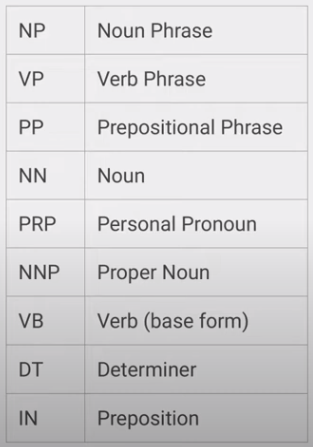 NP Noun Phrase
VP Verb Phrase
PP Prepositional Phrase
NN Noun
PRP Personal Pronoun
NNP Proper Noun
VB Verb (base form)
DT Determiner
IN Preposition